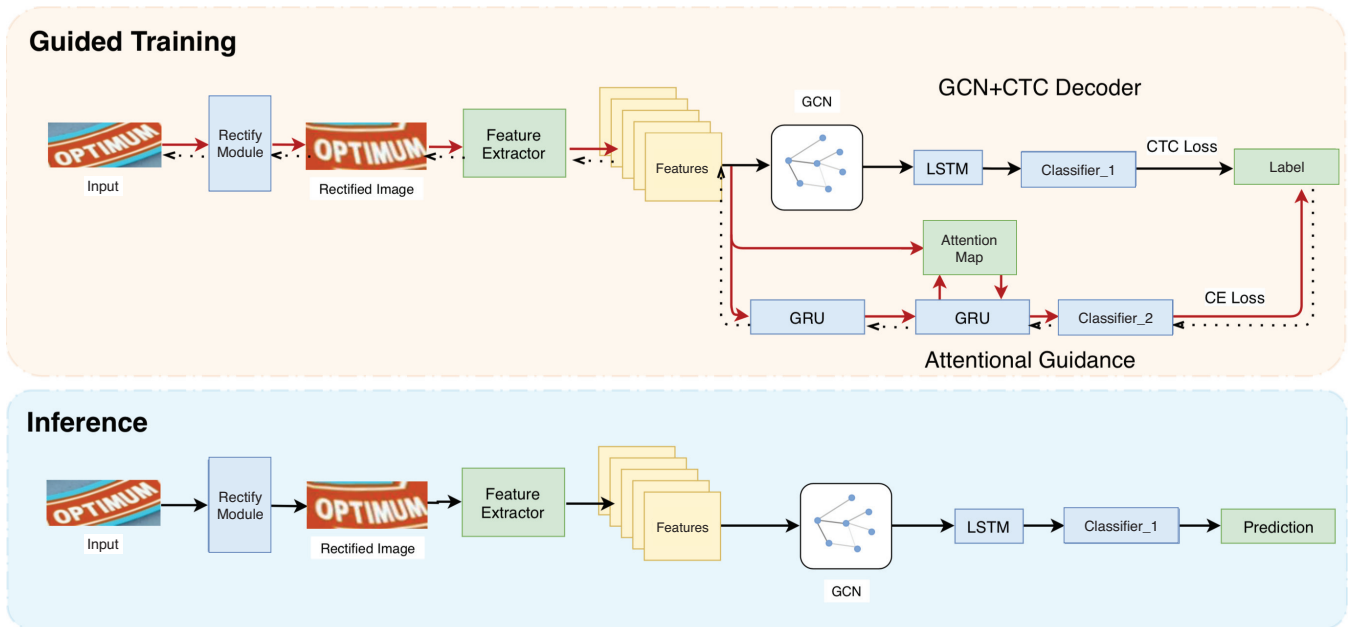 Guided Training
GCN+CTC Decoder
GCN
OPTIMUM
Rectify
Module
OPTIMUM
Feature
Extractor
Features
LSTM
Classifier_1
CTC Loss
Label
Input
Rectified Image
Attention
Map
GRU
GRU
Classifier_2
CE Loss
Attentional Guidance
Inference
OPTIMUM
Rectify
Module
OPTIMUM
Feature
Extractor
Features
LSTM
Classifier_1
Prediction
Input
Rectified Image
GCN